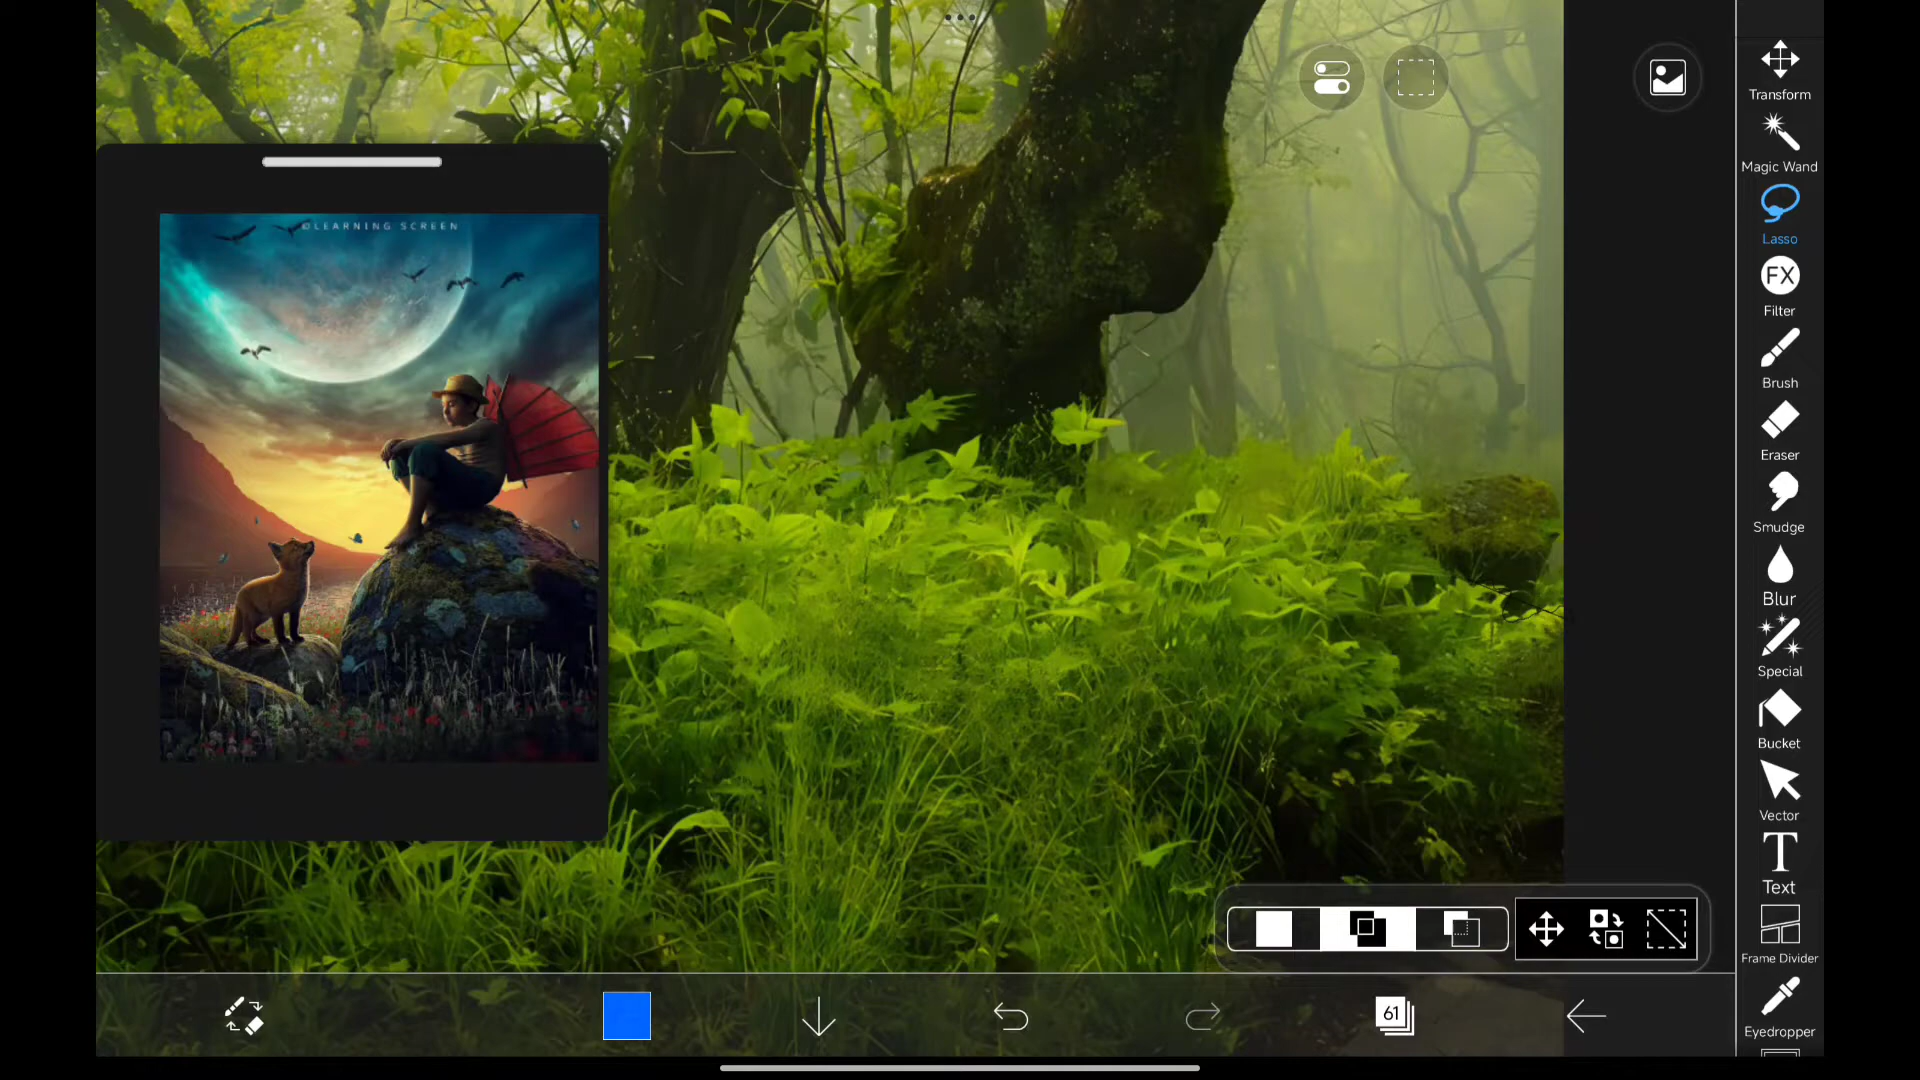 ©LEARNING SCREEN
Transform
Magic Wand
Lasso
FX
Filter
Brush
Eraser
Smudge
Blur
Special
Bucket
Vector
T
Text
Frame Divider
Eyedropper
61